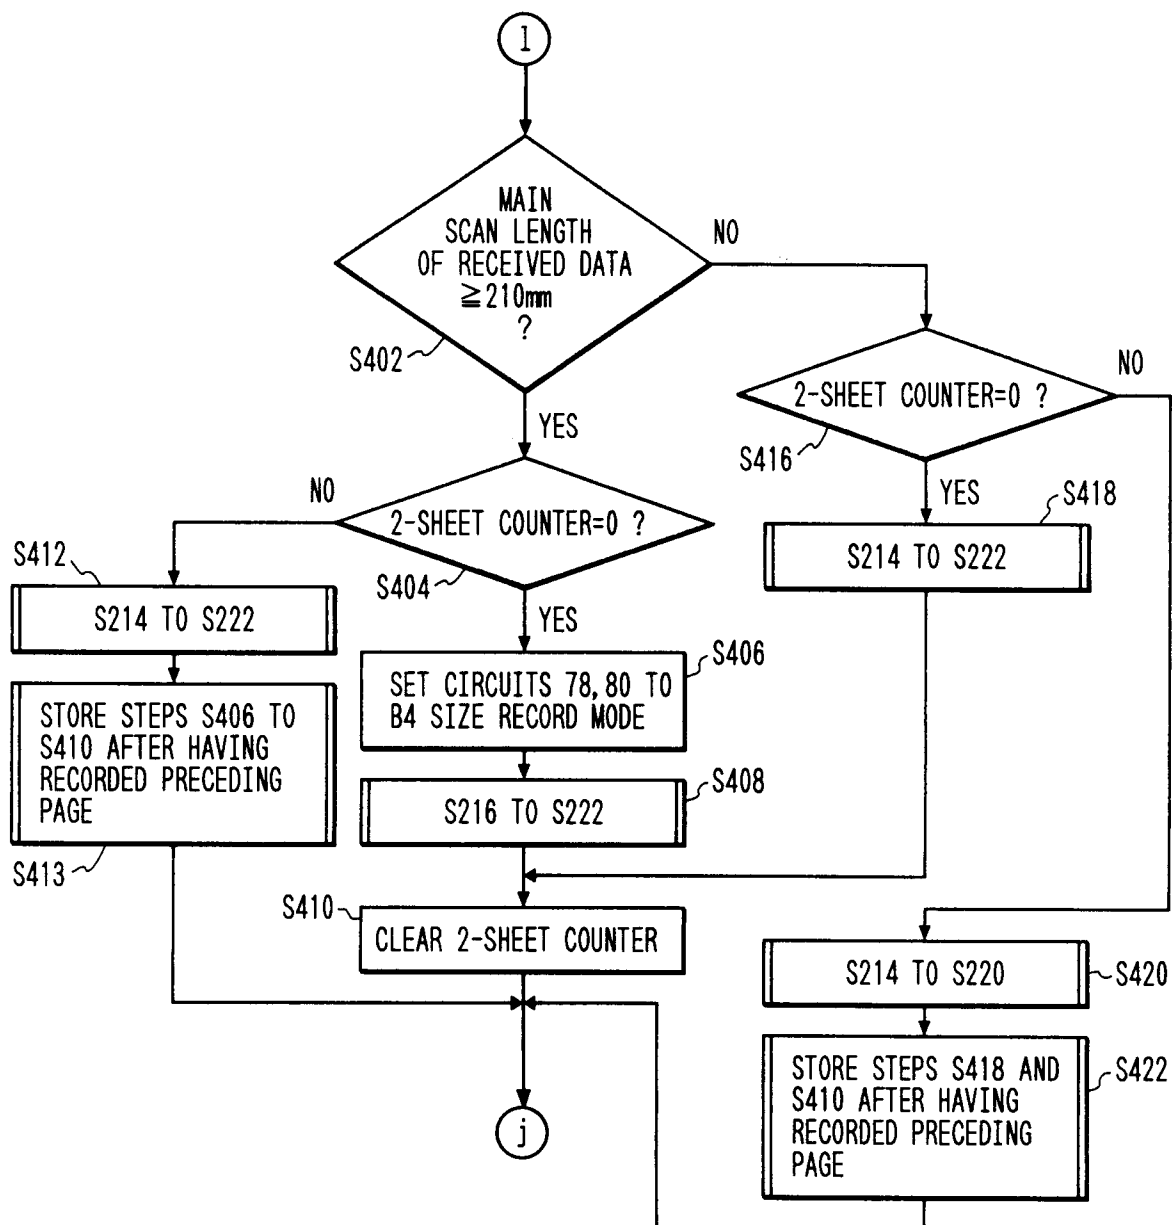 1
MAIN
SCAN LENGTH
OF RECEIVED DATA
≧210mm
?
NO
S402
YES
2-SHEET COUNTER=0 ?
NO
S416
YES
S418
S214 TO S222
NO
2-SHEET COUNTER=0 ?
S404
YES
S412
S214 TO S222
S406
SET CIRCUITS 78,80 TO
B4 SIZE RECORD MODE
STORE STEPS S406 TO
S410 AFTER HAVING
RECORDED PRECEDING
PAGE
S413
S408
S216 TO S222
S410
CLEAR 2-SHEET COUNTER
S214 TO S220
S420
STORE STEPS S418 AND
S410 AFTER HAVING
RECORDED PRECEDING
PAGE
S422
j